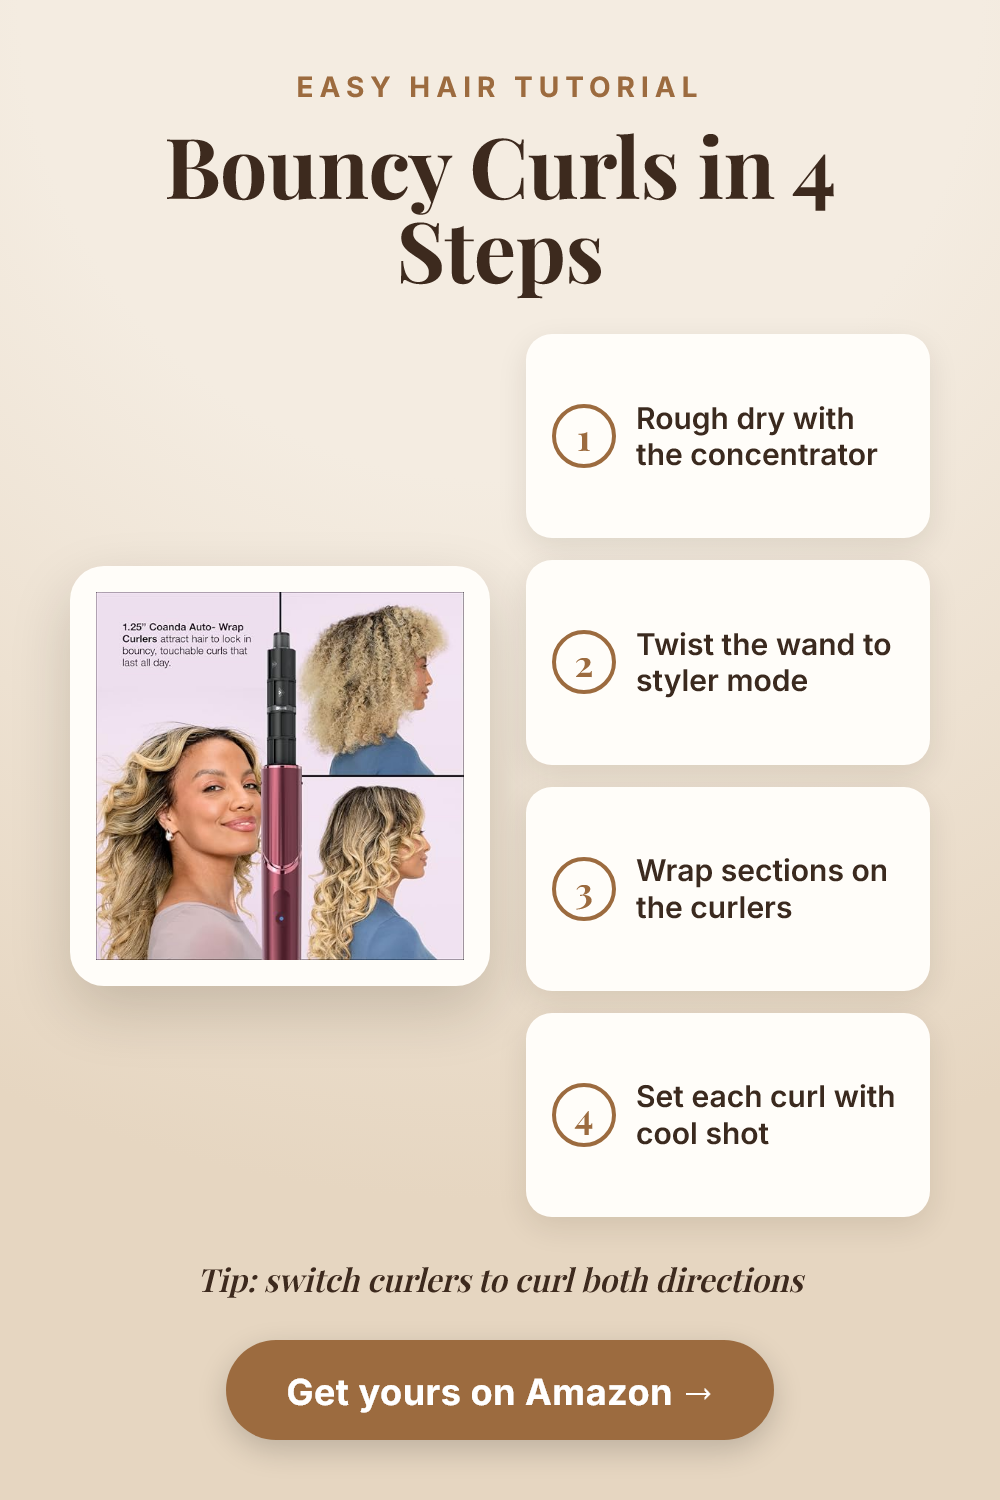 EASY HAIR TUTORIAL
Bouncy Curls in 4
Steps
1.25” Coanda Auto- Wrap
Curlers attract hair to lock in
bouncy, touchable curls that
last all day.
1
Rough dry with
the concentrator
2
Twist the wand to
styler mode
3
Wrap sections on
the curlers
4
Set each curl with
cool shot
Tip: switch curlers to curl both directions
Get yours on Amazon →